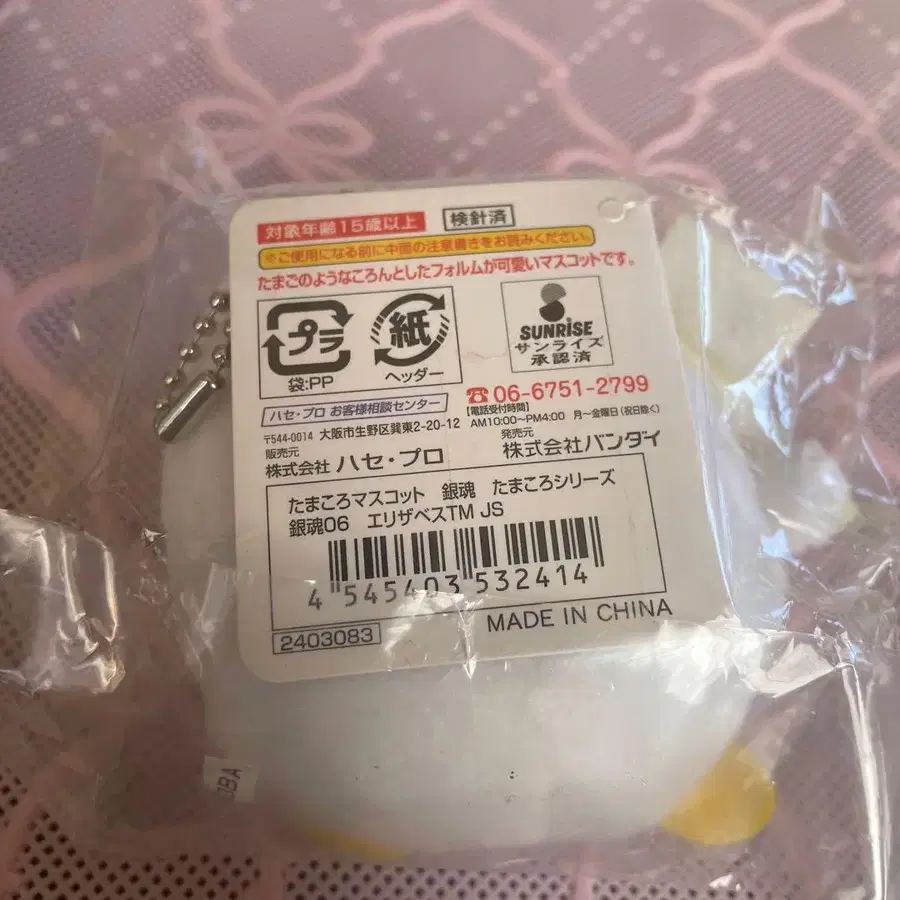 対象年齢15歳以上 検針済
※ご使用になる前に中面の注意書きをお読みください。
たまごのようなころんとしたフォルムが可愛いマスコットです。
プラ
袋:PP
紙
ヘッダー
SUNRISE
サンライズ
承認済
ハセ・プロ お客様相談センター
☎06-6751-2799
【電話受付時間】
AM10:00~PM4:00 月~金曜日(祝日除く)
〒544-0014 大阪市生野区巽東2-20-12
販売元
株式会社 ハセ・プロ
発売元
株式会社バンダイ
たまころマスコット 銀魂 たまころシリーズ
銀魂06 エリザベスTM JS
4 545403 532414
2403083
MADE IN CHINA